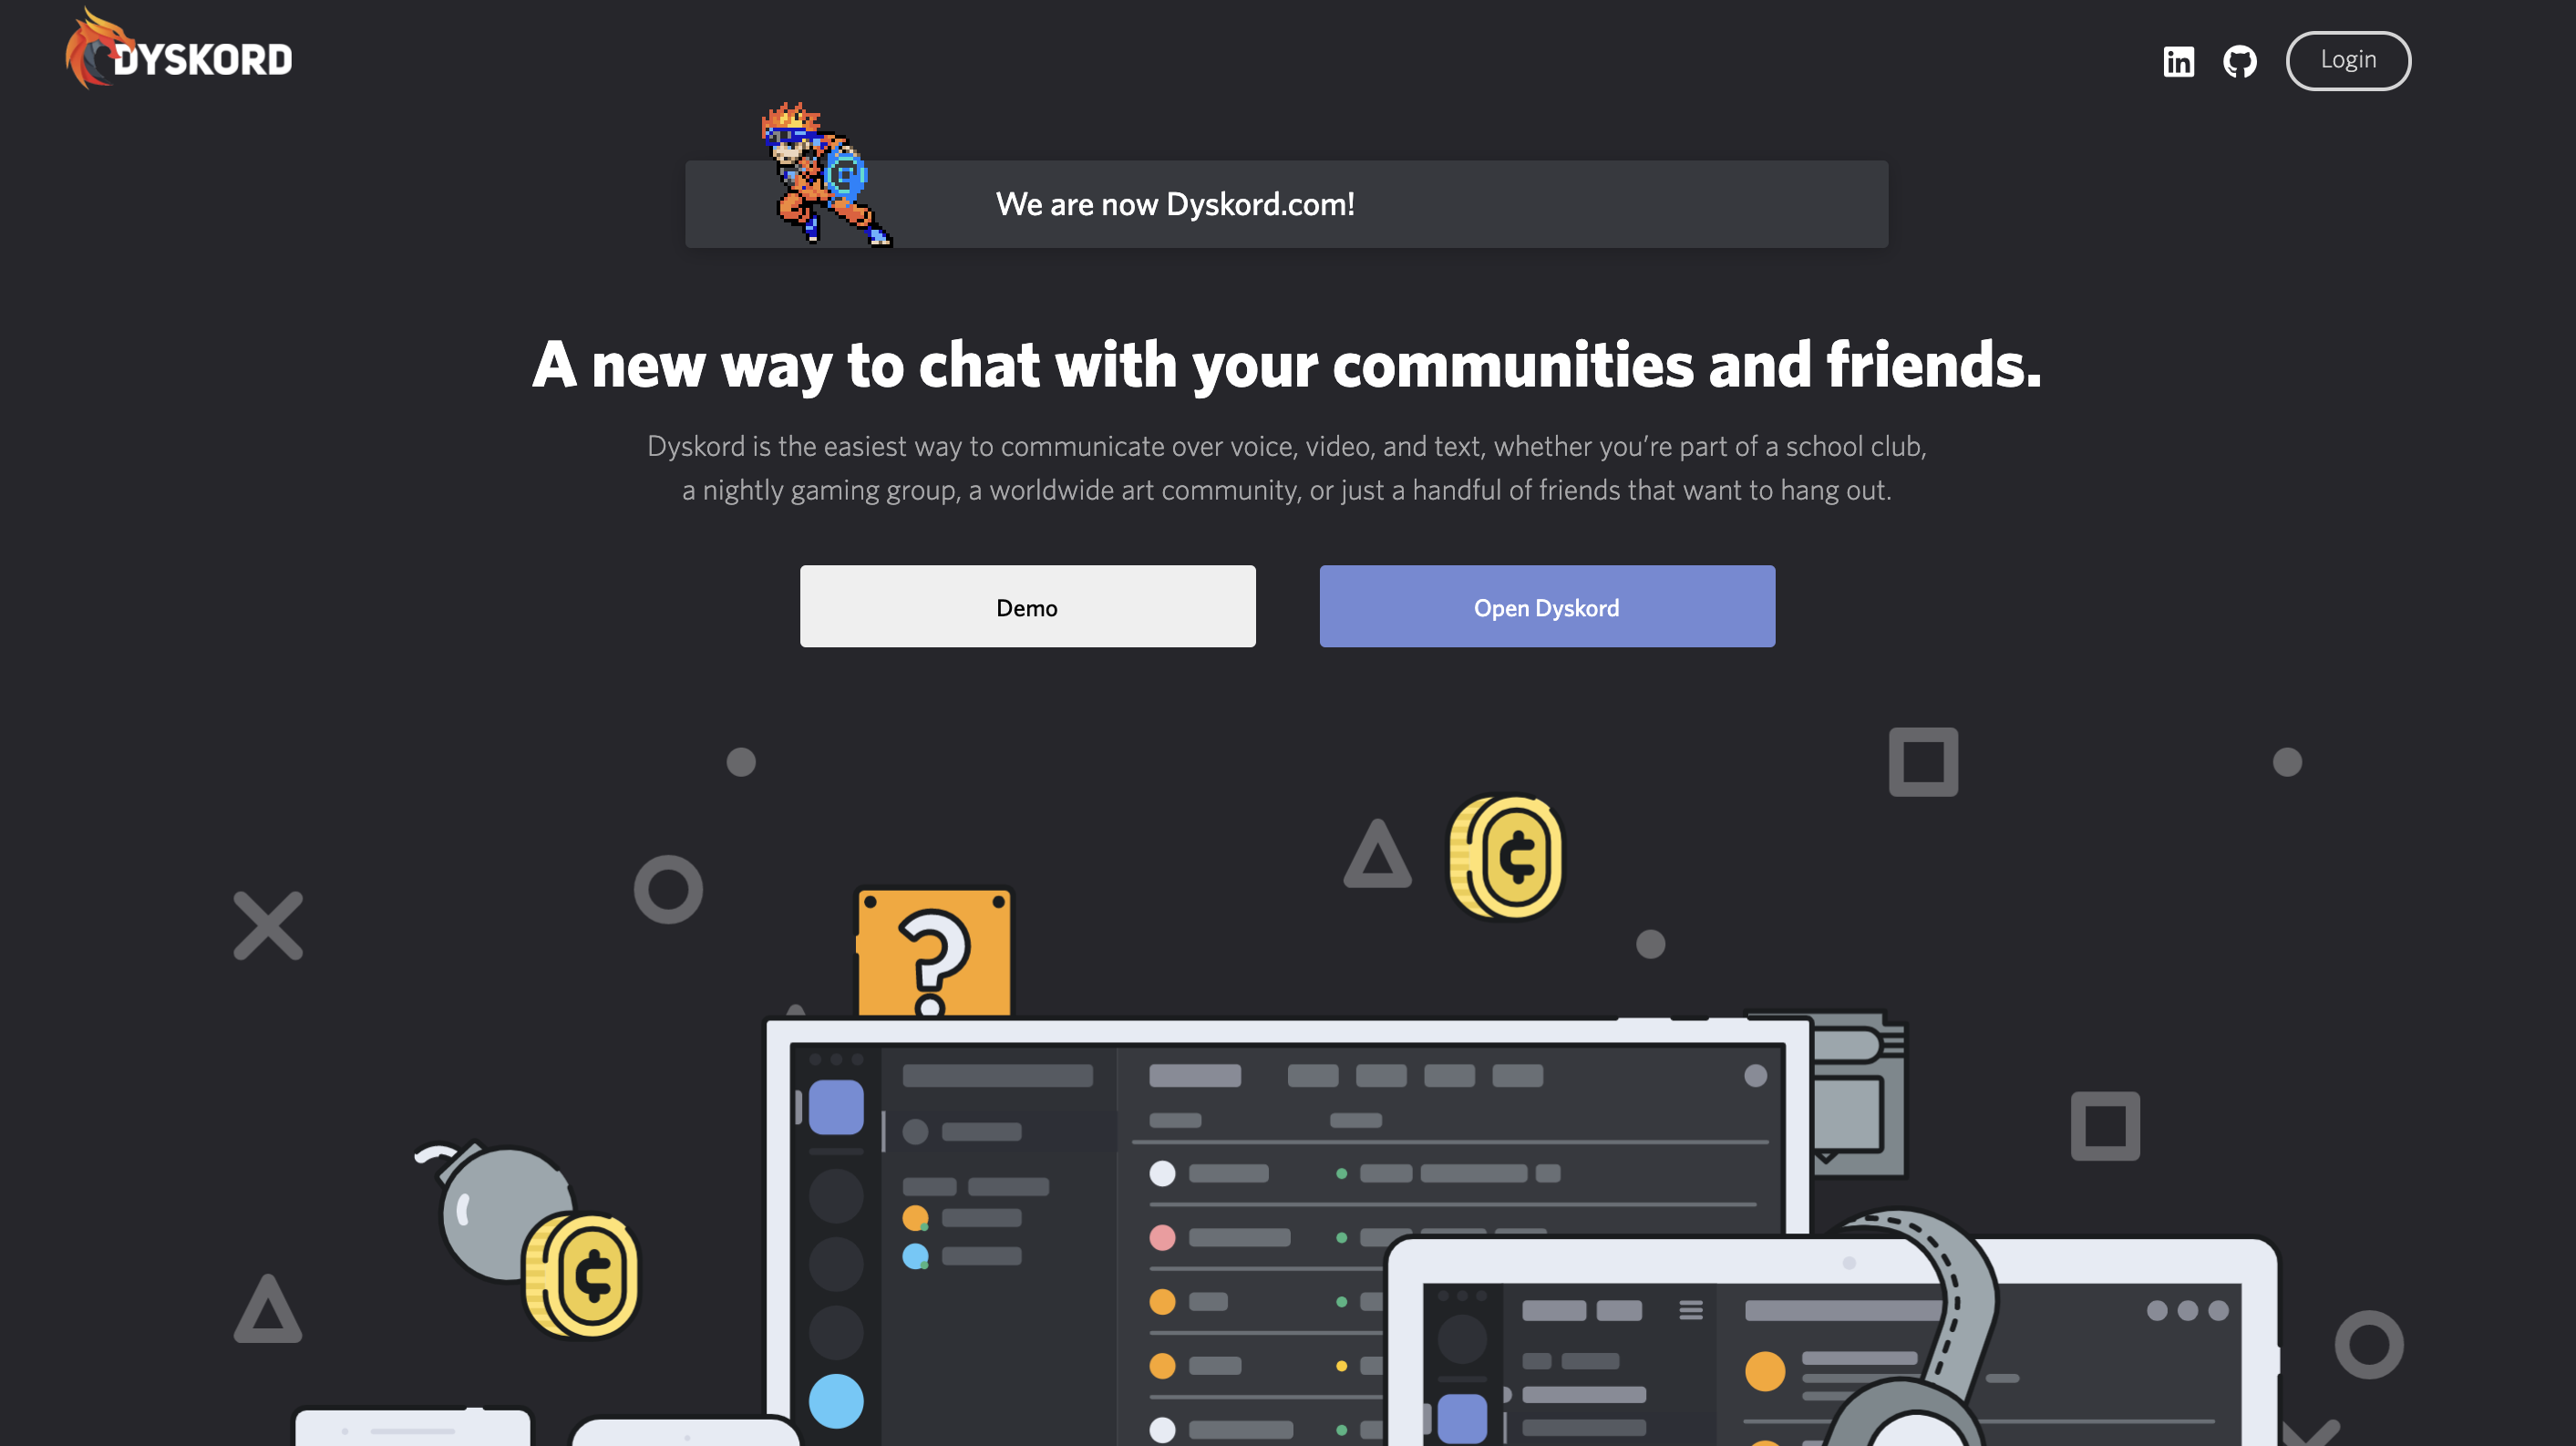 DYSKORD
Login
We are now Dyskord.com!
A new way to chat with your communities and friends.
Dyskord is the easiest way to communicate over voice, video, and text, whether you’re part of a school club,
a nightly gaming group, a worldwide art community, or just a handful of friends that want to hang out.
Demo
Open Dyskord
?
¢
¢